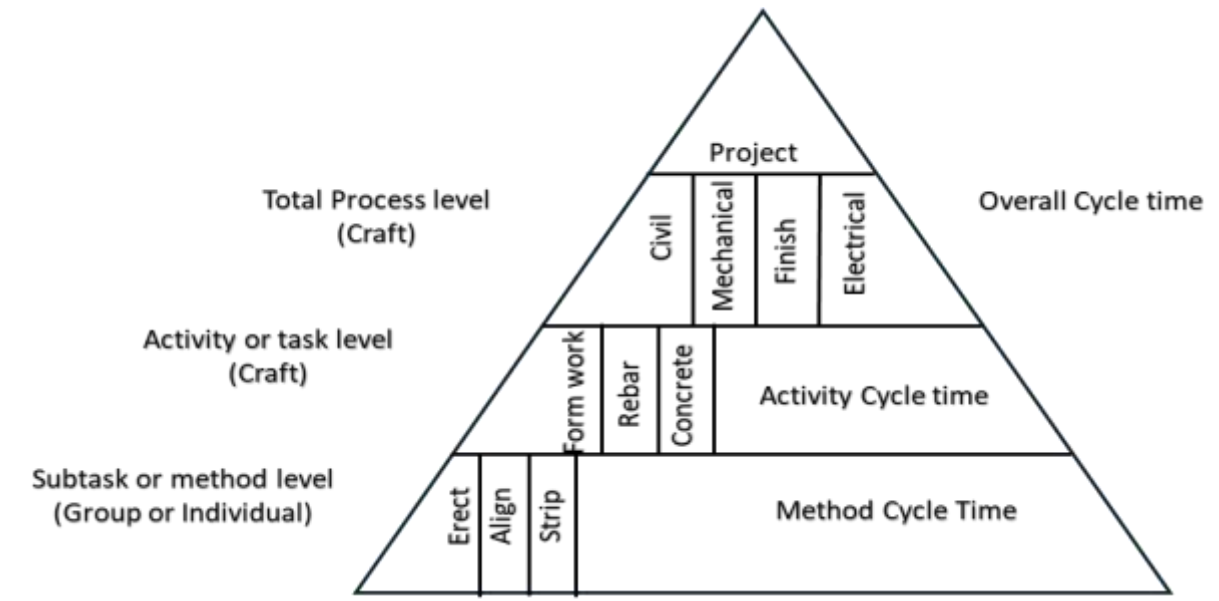 Project
Total Process level
(Craft)
Civil
Mechanical
Finish
Electrical
Overall Cycle time
Activity or task level
(Craft)
Form work
Rebar
Concrete
Activity Cycle time
Subtask or method level
(Group or Individual)
Erect
Align
Strip
Method Cycle Time